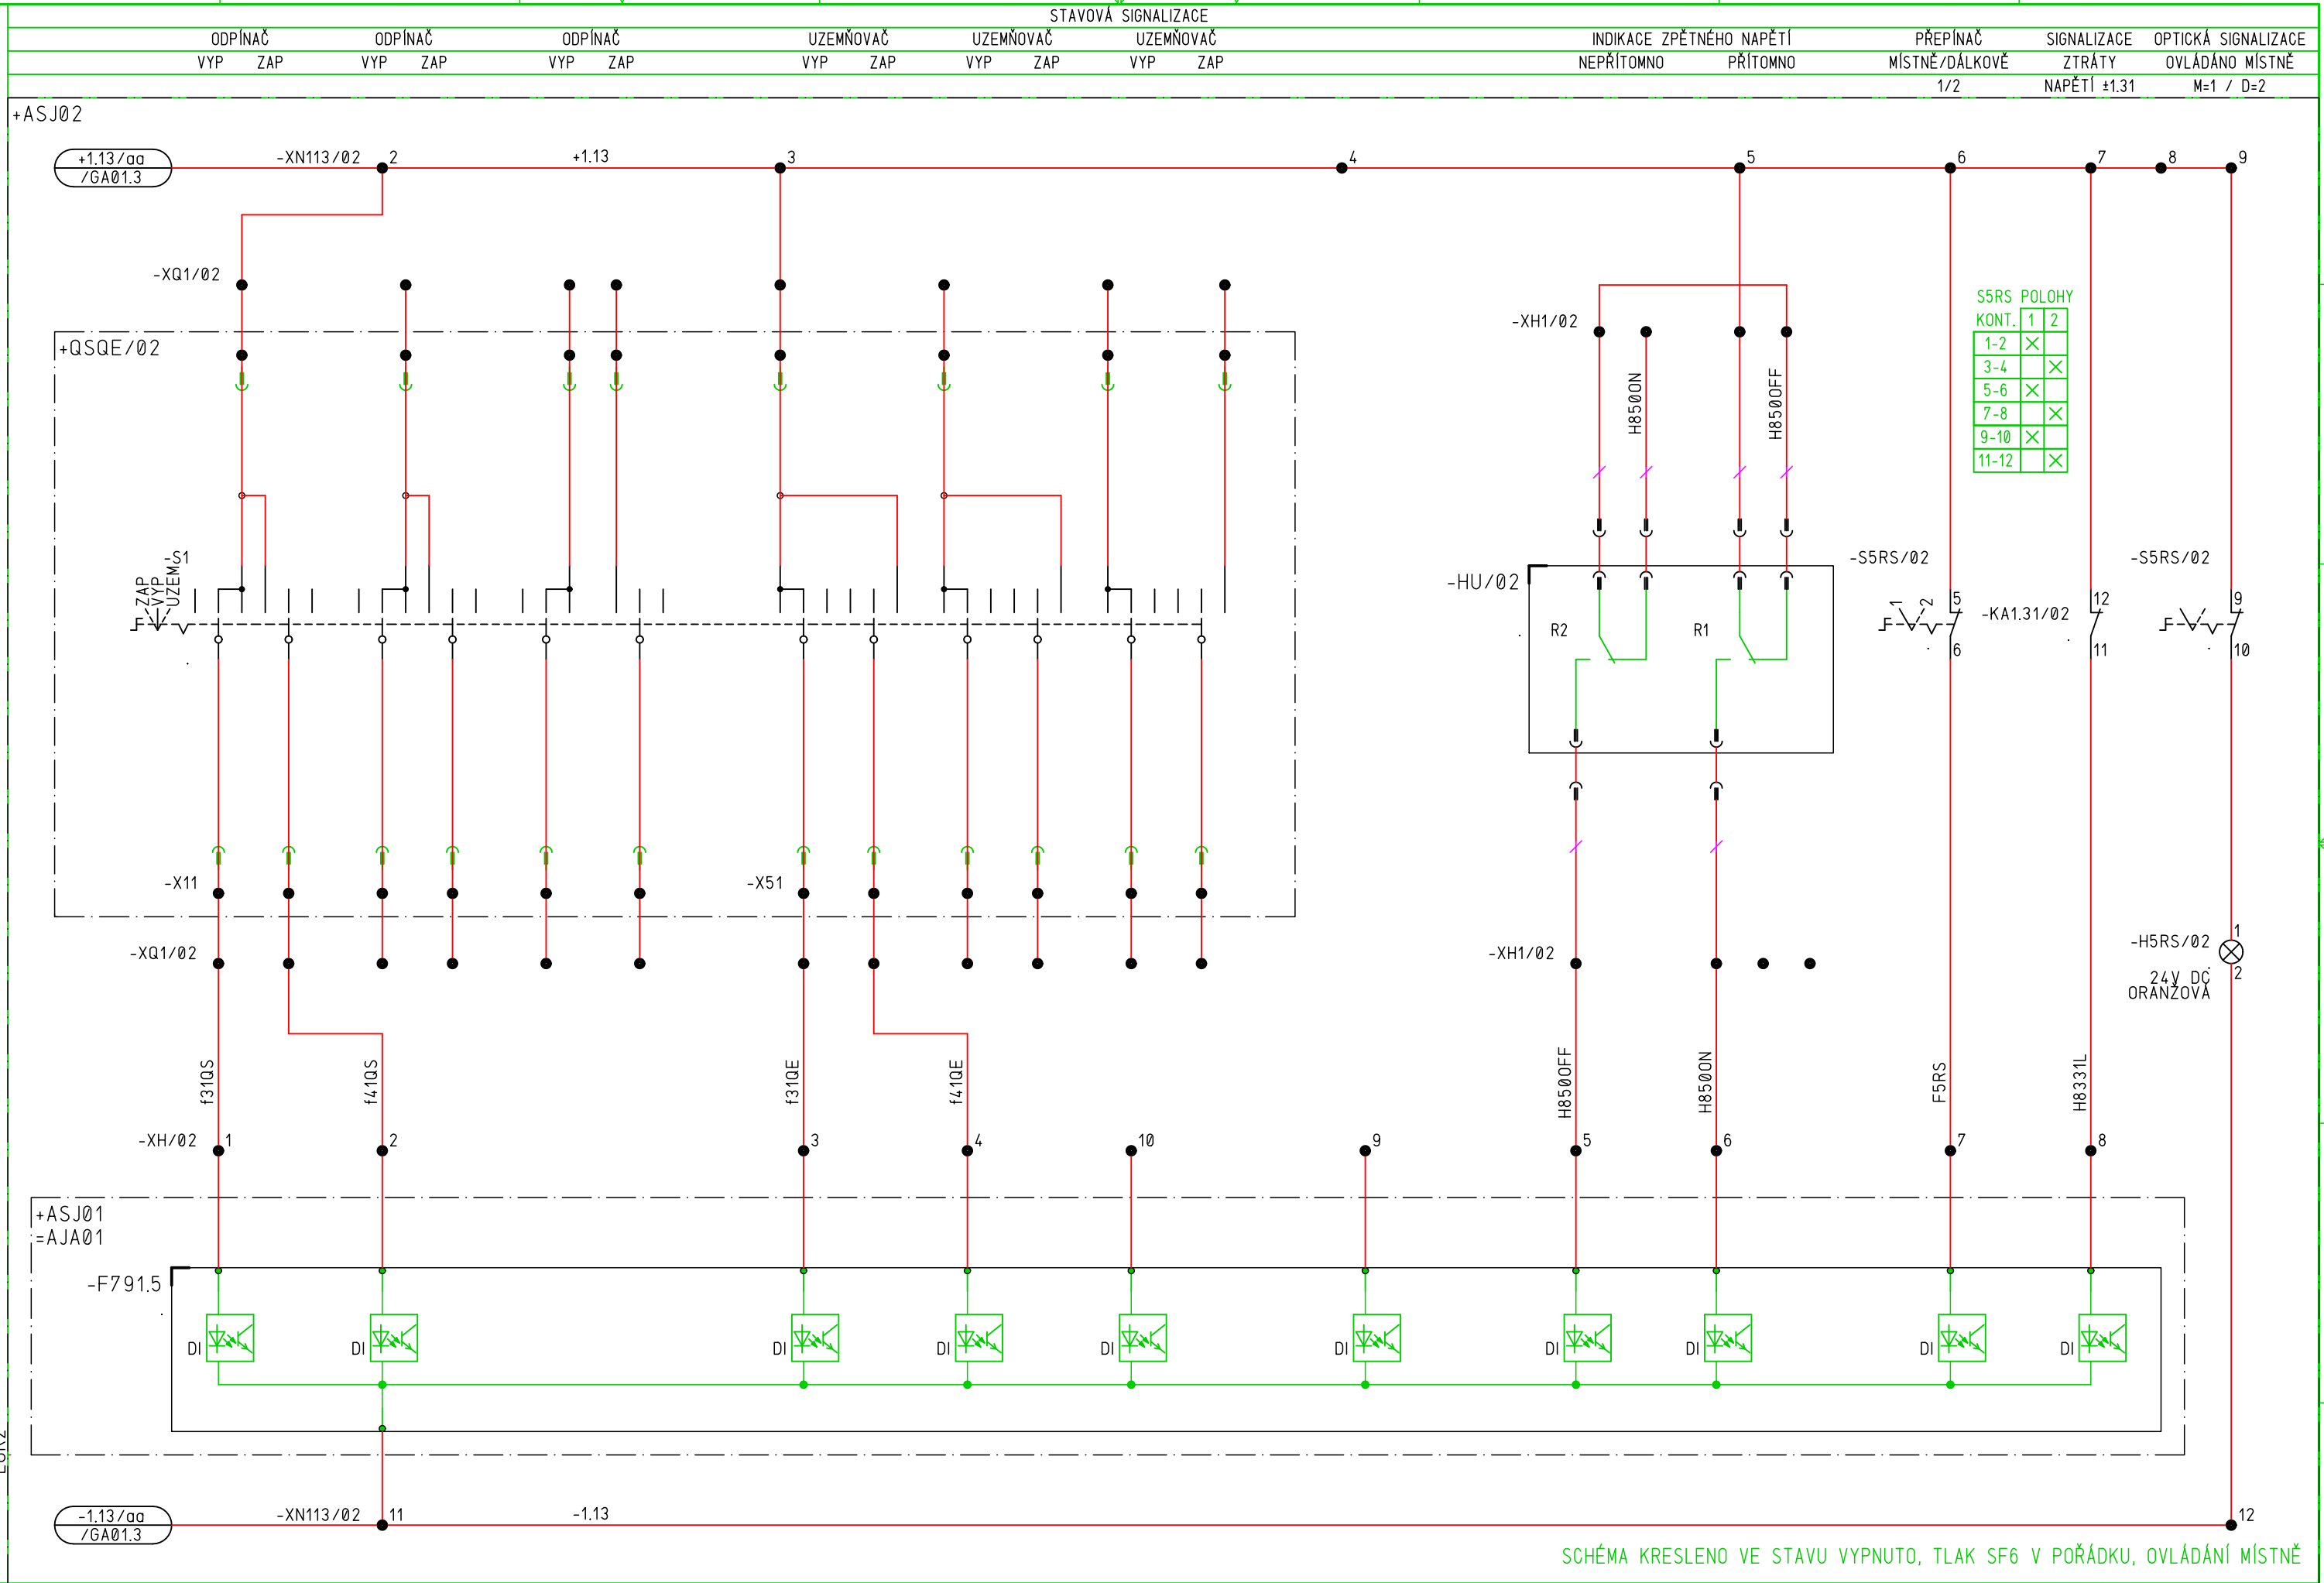 STAVOVÁ SIGNALIZACE
ODPÍNAČ ODPÍNAČ ODPÍNAČ UZEMŇOVAČ UZEMŇOVAČ UZEMŇOVAČ INDIKACE ZPĚTNÉHO NAPĚTÍ PŘEPÍNAČ SIGNALIZACE OPTICKÁ SIGNALIZACE
VYP ZAP VYP ZAP VYP ZAP VYP ZAP VYP ZAP VYP ZAP NEPŘÍTOMNO PŘÍTOMNO MÍSTNĚ/DÁLKOVĚ ZTRÁTY OVLÁDÁNO MÍSTNĚ
1/2 NAPĚTÍ ±1.31 M=1 / D=2
+ASJ02
+1.13/aa -XN113/02 2 +1.13 3 4 5 6 7 8 9
/GA01.3
-XQ1/02
S5RS POLOHY
-XH1/02 KONT. 1 2
+QSQE/02 1-2 X
3-4 X
5-6 X
7-8 X
9-10 X
11-12 X
H850ON H850OFF
-S1 -S5RS/02 -S5RS/02
ZAP VYP UZEM
-HU/02
1 2 5 -KA1.31/02 12 9
R2 R1
6 11 10
-X11 -X51
-XQ1/02 -XH1/02 -H5RS/02 1
2
24V DC
ORANŽOVÁ
f31QS f41QS f31QE f41QE H850OFF H850ON F5RS H8331L
-XH/02 1 2 3 4 10 9 5 6 7 8
+ASJ01
=AJA01
-F791.5
DI DI DI DI DI DI DI DI DI DI
-1.13/aa -XN113/02 11 -1.13 12
/GA01.3
SCHÉMA KRESLENO VE STAVU VYPNUTO, TLAK SF6 V POŘÁDKU, OVLÁDÁNÍ MÍSTNĚ